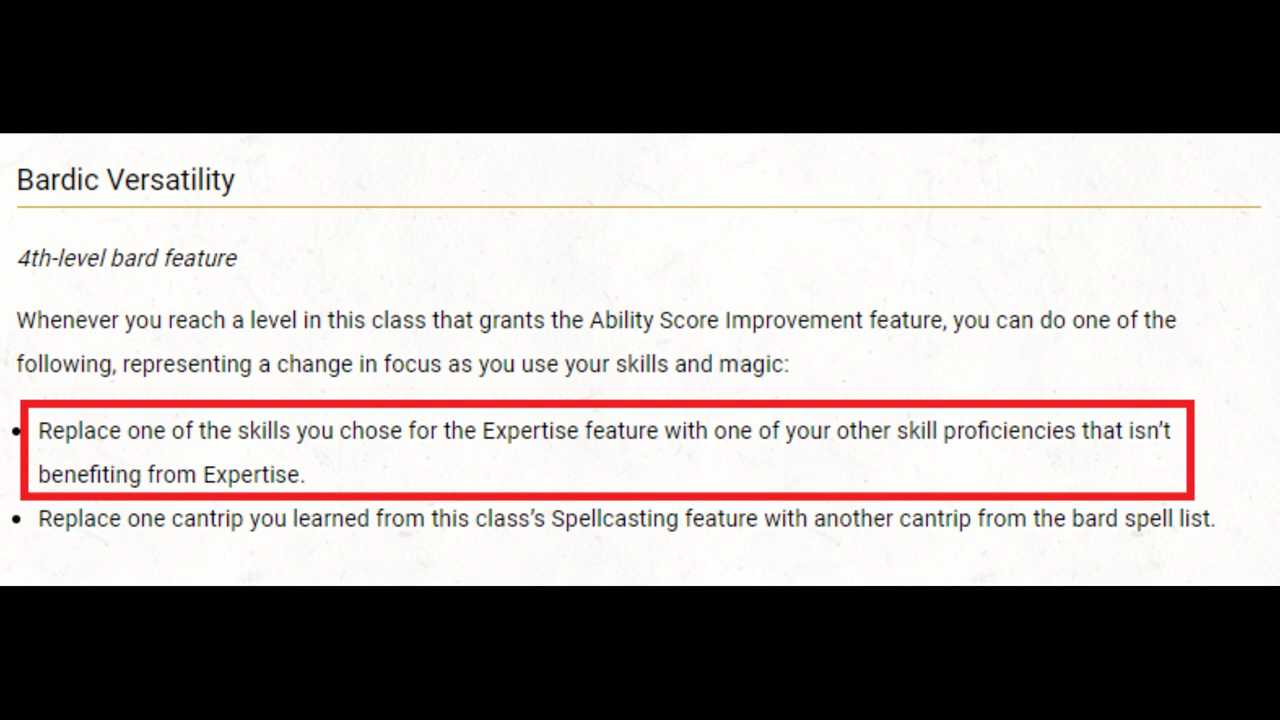 Bardic Versatility
4th-level bard feature
Whenever you reach a level in this class that grants the Ability Score Improvement feature, you can do one of the
following, representing a change in focus as you use your skills and magic:
• Replace one of the skills you chose for the Expertise feature with one of your other skill proficiencies that isn’t
benefiting from Expertise.
• Replace one cantrip you learned from this class’s Spellcasting feature with another cantrip from the bard spell list.